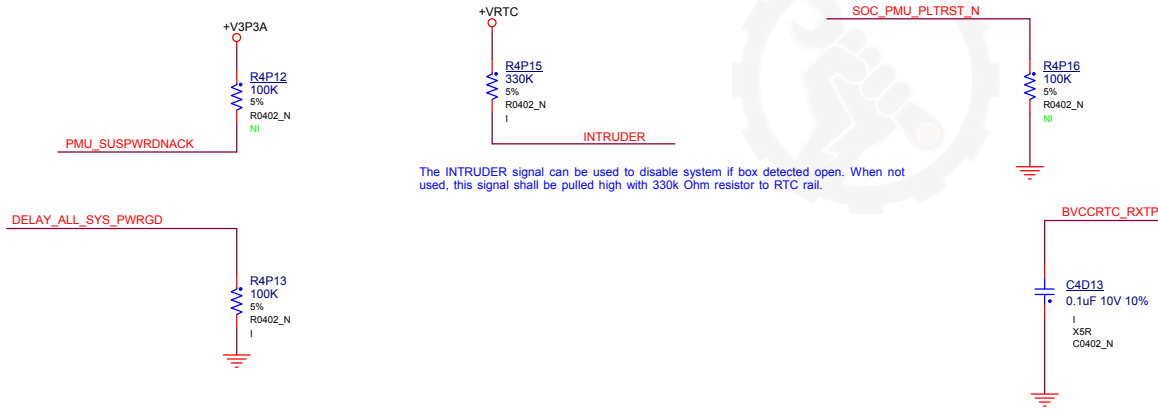 +V3P3A
R4P12
100K
5%
R0402_N
NI
PMU_SUSPWRDNACK
+VRTC
R4P15
330K
5%
R0402_N
I
INTRUDER
The INTRUDER signal can be used to disable system if box detected open. When not
used, this signal shall be pulled high with 330k Ohm resistor to RTC rail.
SOC_PMU_PLTRST_N
R4P16
100K
5%
R0402_N
NI
DELAY_ALL_SYS_PWRGD
R4P13
100K
5%
R0402_N
I
BVCCRTC_RXTP
C4D13
0.1uF 10V 10%
I
X5R
C0402_N